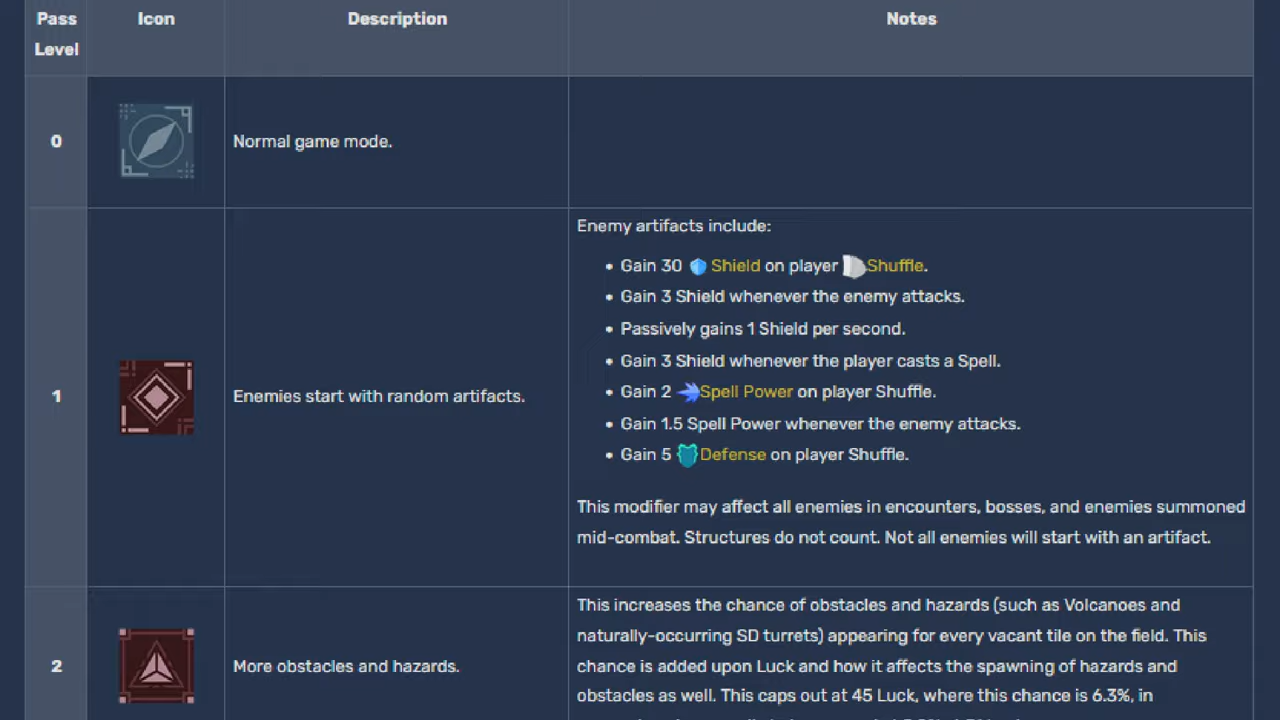 Pass Level
Icon
Description
Notes
0
Normal game mode.
1
Enemies start with random artifacts.
Enemy artifacts include:
• Gain 30 Shield on player Shuffle.
• Gain 3 Shield whenever the enemy attacks.
• Passively gains 1 Shield per second.
• Gain 3 Shield whenever the player casts a Spell.
• Gain 2 Spell Power on player Shuffle.
• Gain 1.5 Spell Power whenever the enemy attacks.
• Gain 5 Defense on player Shuffle.
This modifier may affect all enemies in encounters, bosses, and enemies summoned
mid-combat. Structures do not count. Not all enemies will start with an artifact.
2
More obstacles and hazards.
This increases the chance of obstacles and hazards (such as Volcanoes and
naturally-occurring SD turrets) appearing for every vacant tile on the field. This
chance is added upon Luck and how it affects the spawning of hazards and
obstacles as well. This caps out at 45 Luck, where this chance is 6.3%, in